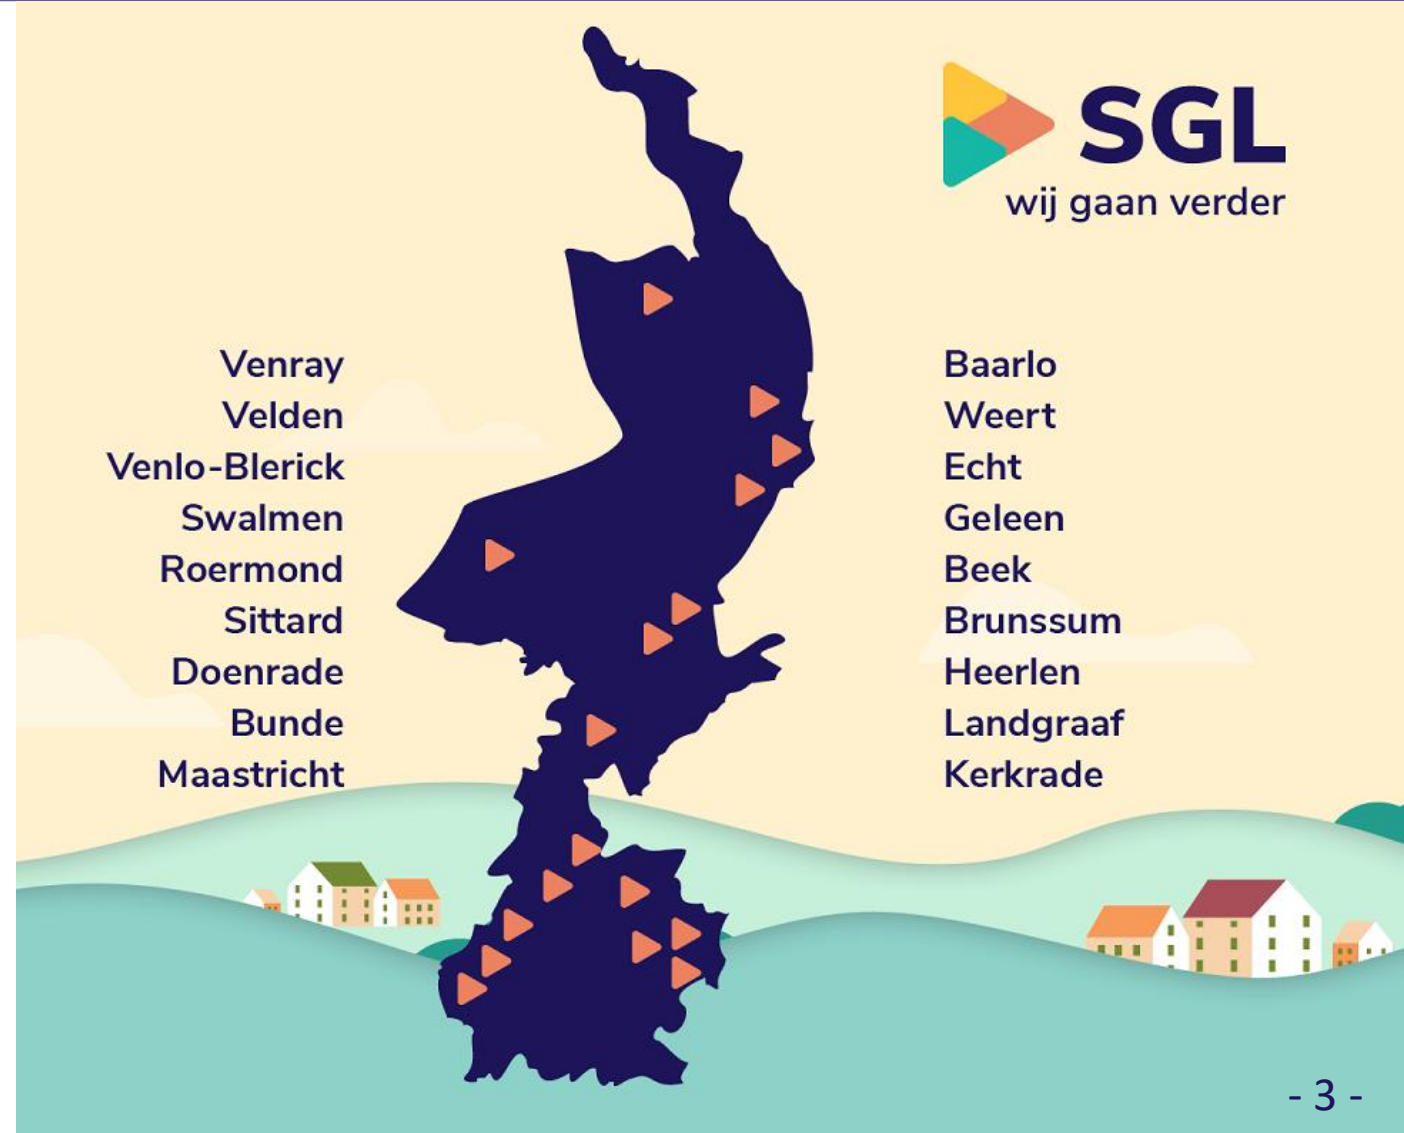 SGL
wij gaan verder
Venray
Velden
Venlo-Blerick
Swalmen
Roermond
Sittard
Doenrade
Bunde
Maastricht
Baarlo
Weert
Echt
Geleen
Beek
Brunssum
Heerlen
Landgraaf
Kerkrade
- 3 -